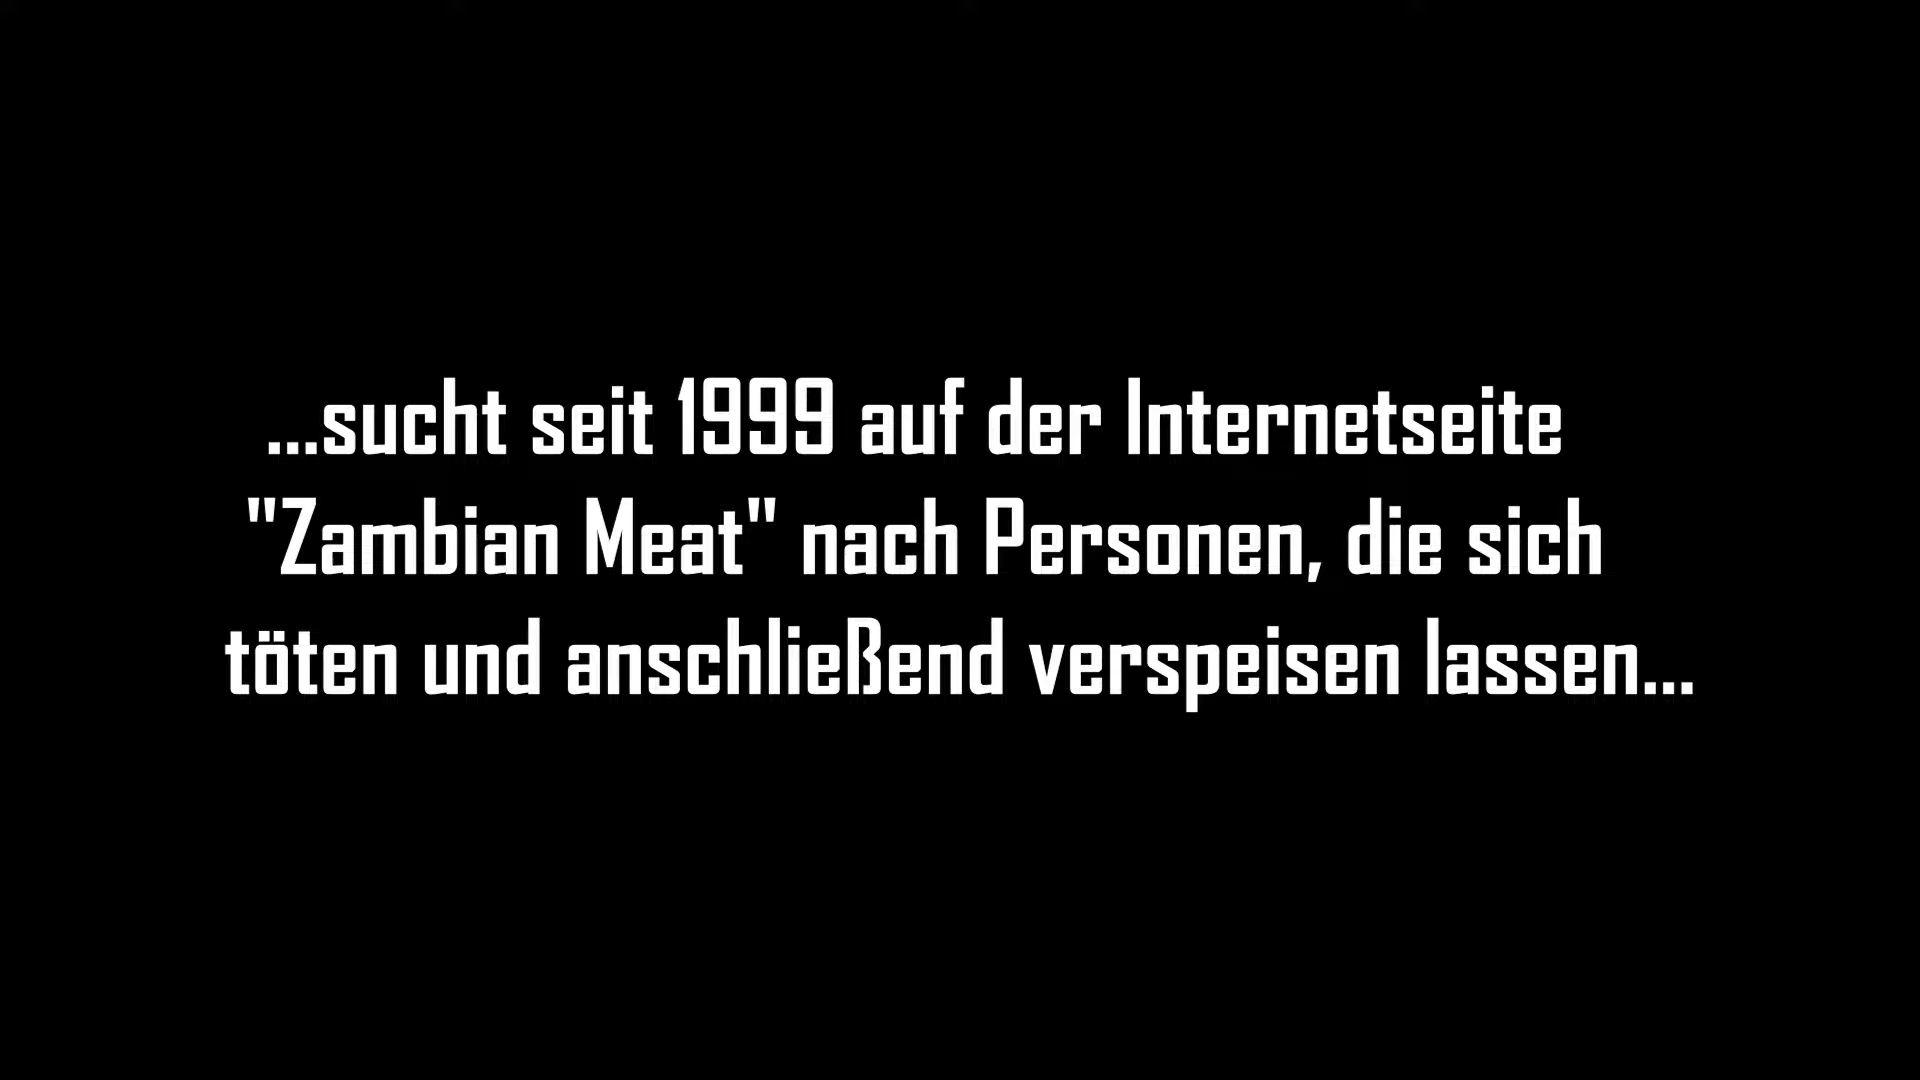 ...sucht seit 1999 auf der Internetseite
"Zambian Meat" nach Personen, die sich
töten und anschließend verspeisen lassen...